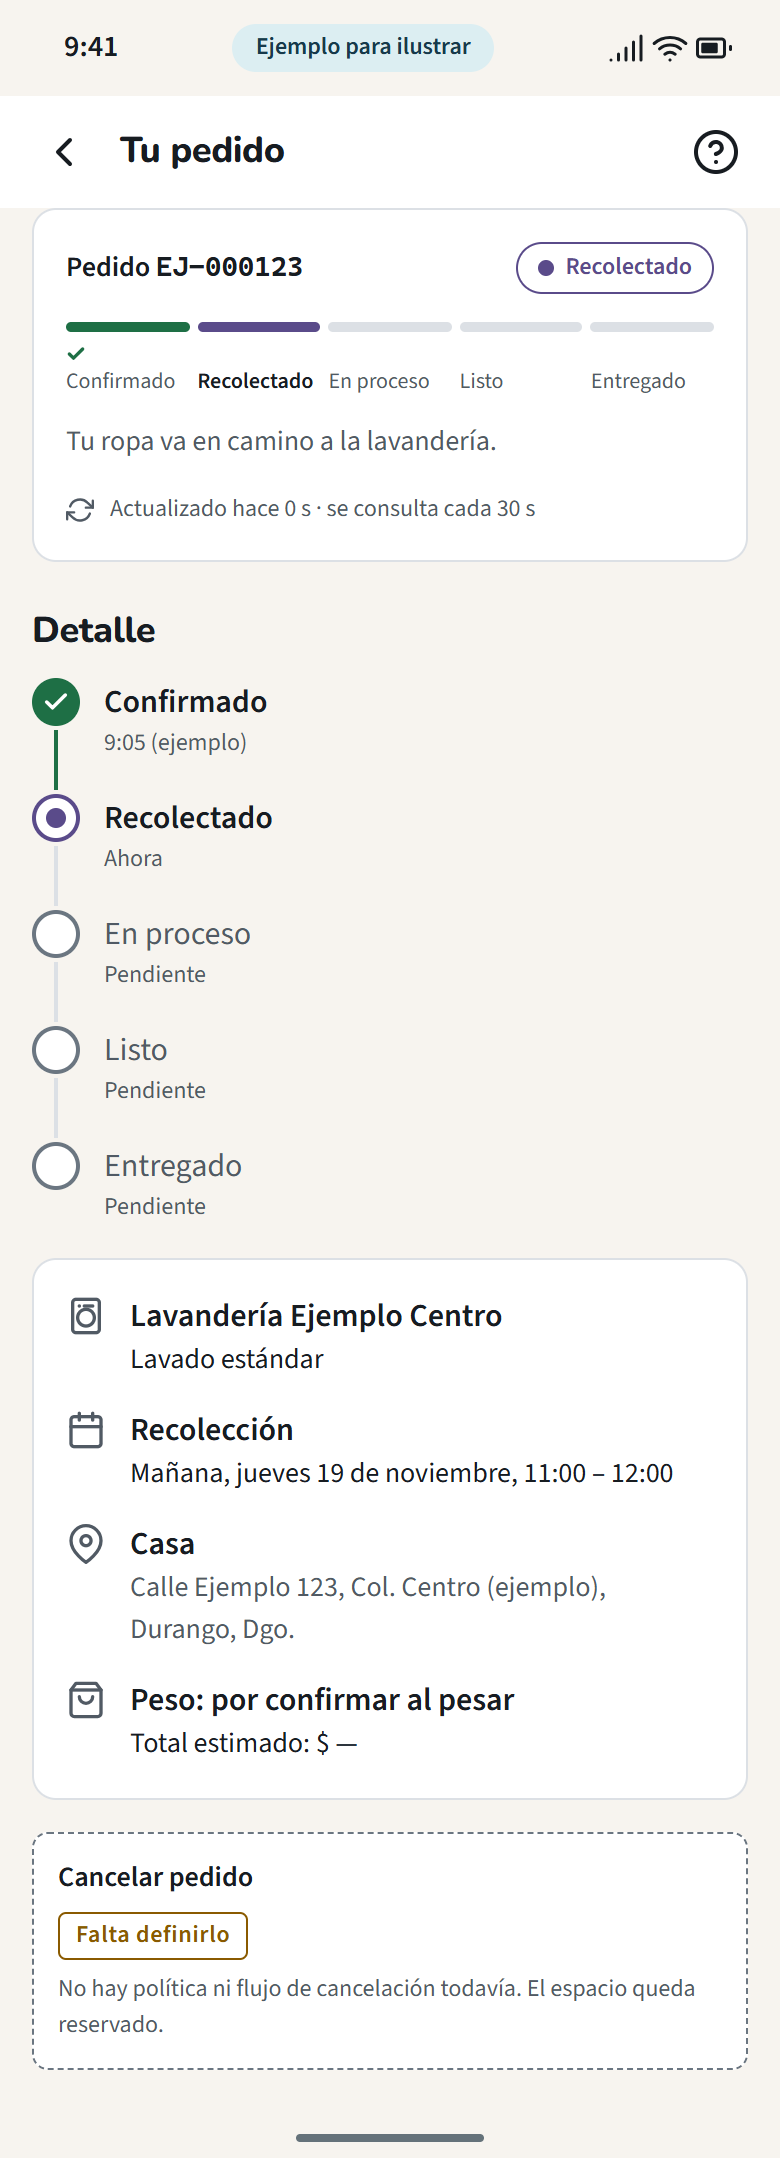 9:41
Ejemplo para ilustrar
Tu pedido
Pedido EJ-000123
Recolectado
Confirmado
Recolectado
En proceso
Listo
Entregado
Tu ropa va en camino a la lavandería.
Actualizado hace 0 s · se consulta cada 30 s
Detalle
Confirmado
9:05 (ejemplo)
Recolectado
Ahora
En proceso
Pendiente
Listo
Pendiente
Entregado
Pendiente
Lavandería Ejemplo Centro
Lavado estándar
Recolección
Mañana, jueves 19 de noviembre, 11:00 – 12:00
Casa
Calle Ejemplo 123, Col. Centro (ejemplo),
Durango, Dgo.
Peso: por confirmar al pesar
Total estimado: $ —
Cancelar pedido
Falta definirlo
No hay política ni flujo de cancelación todavía. El espacio queda
reservado.